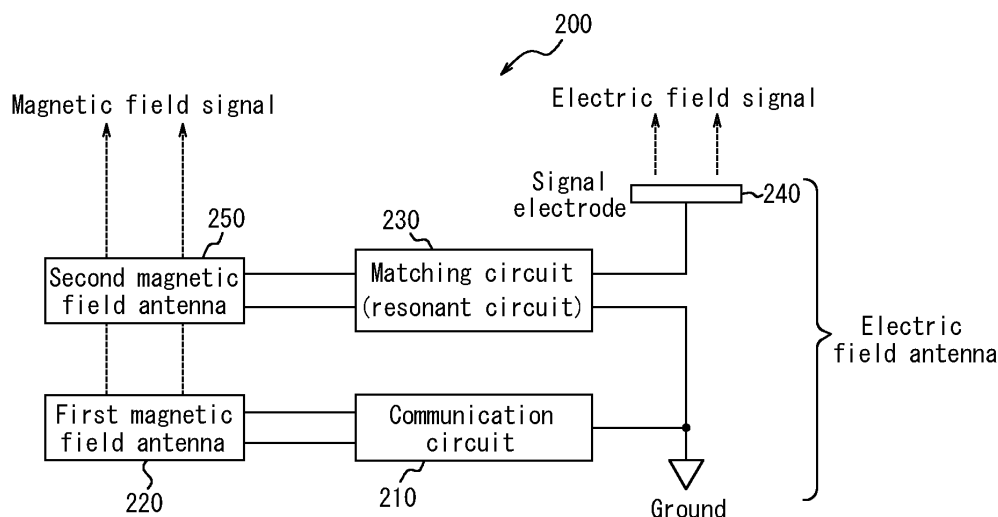 200
Magnetic field signal
Electric field signal
Signal
electrode
240
250
230
Second magnetic
field antenna
Matching circuit
(resonant circuit)
Electric
field antenna
First magnetic
field antenna
Communication
circuit
220
210
Ground